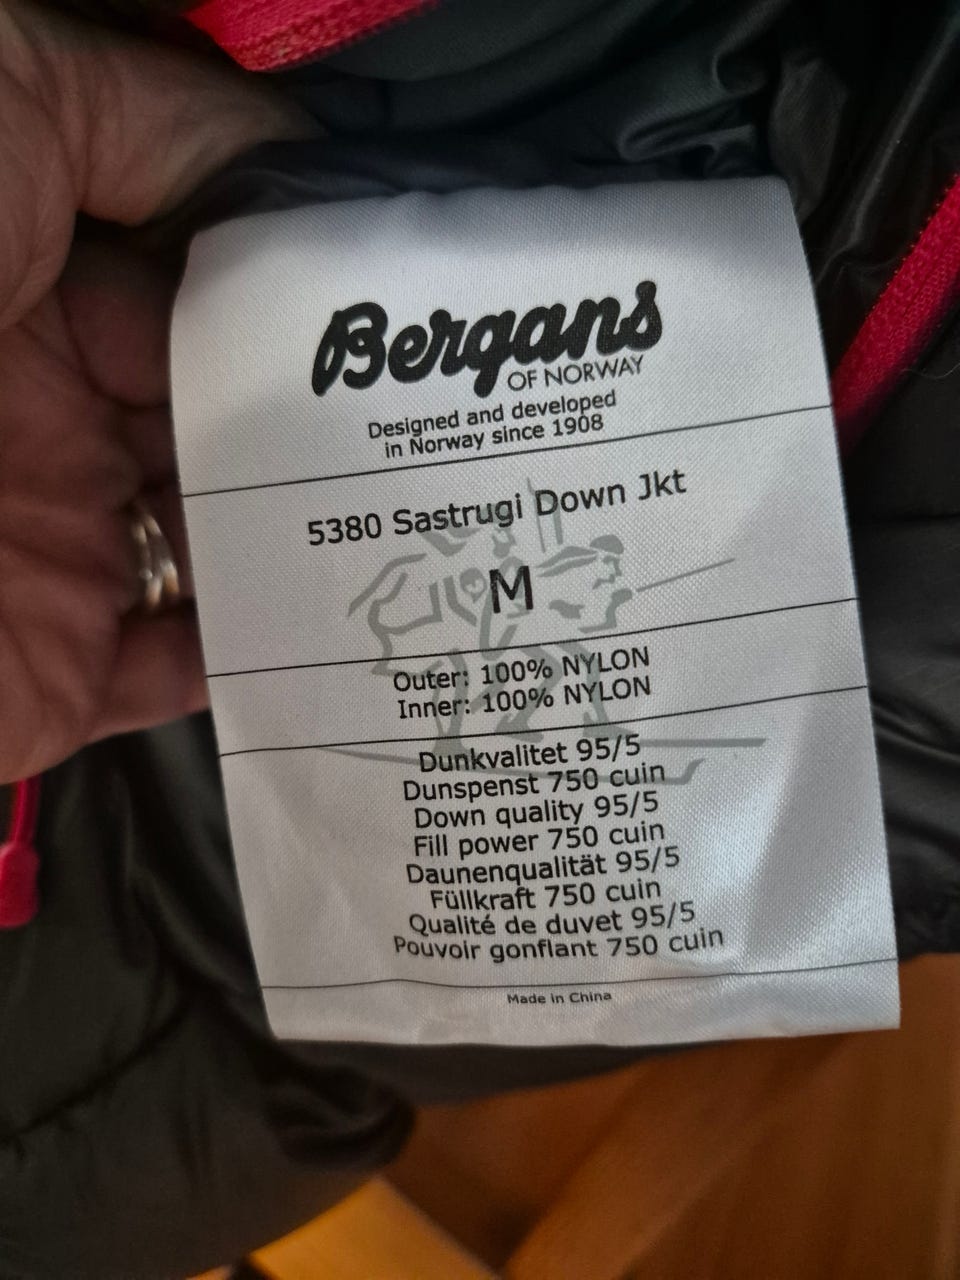 Bergans
OF NORWAY
Designed and developed
in Norway since 1908
5380 Sastrugi Down Jkt
M
Outer: 100% NYLON
Inner: 100% NYLON
Dunkvalitet 95/5
Dunspenst 750 cuin
Down quality 95/5
Fill power 750 cuin
Daunenqualität 95/5
Füllkraft 750 cuin
Qualité de duvet 95/5
Pouvoir gonflant 750 cuin
Made in China